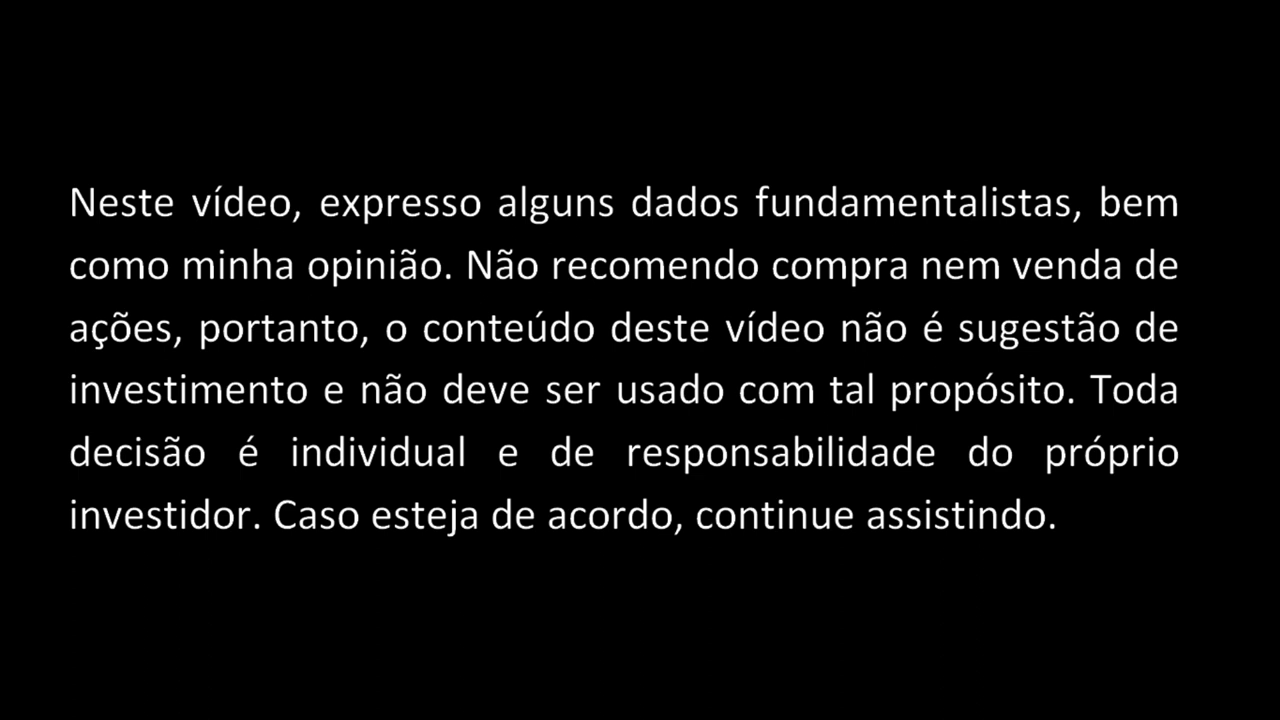 Neste vídeo, expresso alguns dados fundamentalistas, bem
como minha opinião. Não recomendo compra nem venda de
ações, portanto, o conteúdo deste vídeo não é sugestão de
investimento e não deve ser usado com tal propósito. Toda
decisão é individual e de responsabilidade do próprio
investidor. Caso esteja de acordo, continue assistindo.